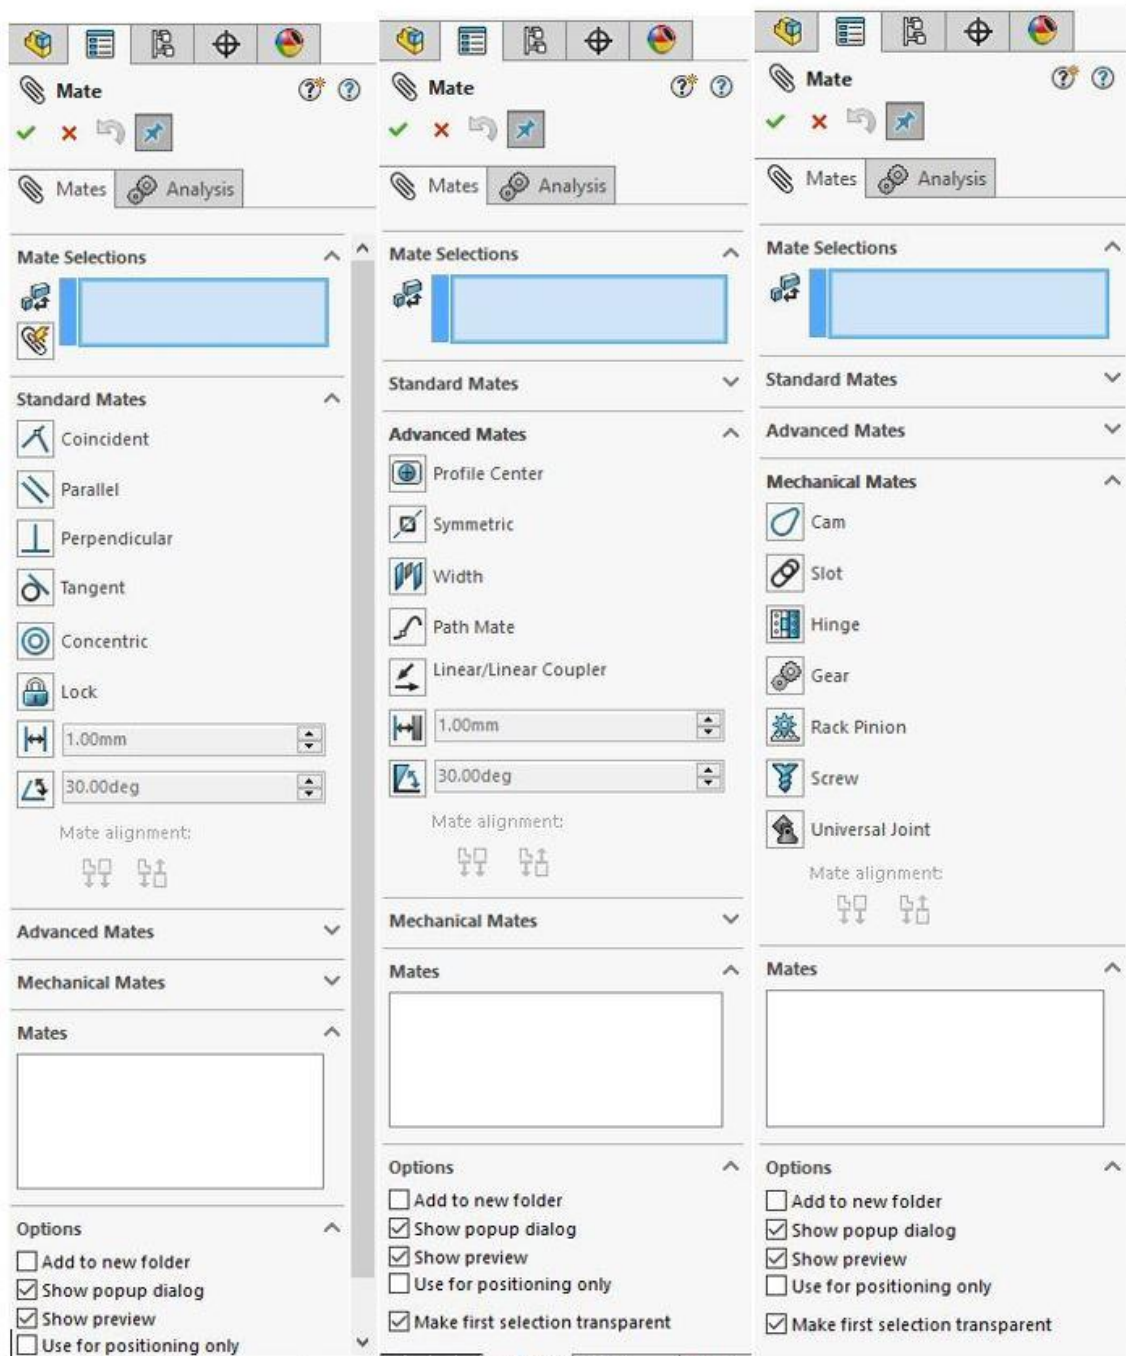 Mate
Mates
Analysis
Mate Selections
Standard Mates
Coincident
Parallel
Perpendicular
Tangent
Concentric
Lock
1.00mm
30.00deg
Mate alignment:
Advanced Mates
Mechanical Mates
Mates
Options
Add to new folder
Show popup dialog
Show preview
Use for positioning only
Mate
Mates
Analysis
Mate Selections
Standard Mates
Advanced Mates
Profile Center
Symmetric
Width
Path Mate
Linear/Linear Coupler
1.00mm
30.00deg
Mate alignment:
Mechanical Mates
Mates
Options
Add to new folder
Show popup dialog
Show preview
Use for positioning only
Make first selection transparent
Mate
Mates
Analysis
Mate Selections
Standard Mates
Advanced Mates
Mechanical Mates
Cam
Slot
Hinge
Gear
Rack Pinion
Screw
Universal Joint
Mate alignment:
Mates
Options
Add to new folder
Show popup dialog
Show preview
Use for positioning only
Make first selection transparent